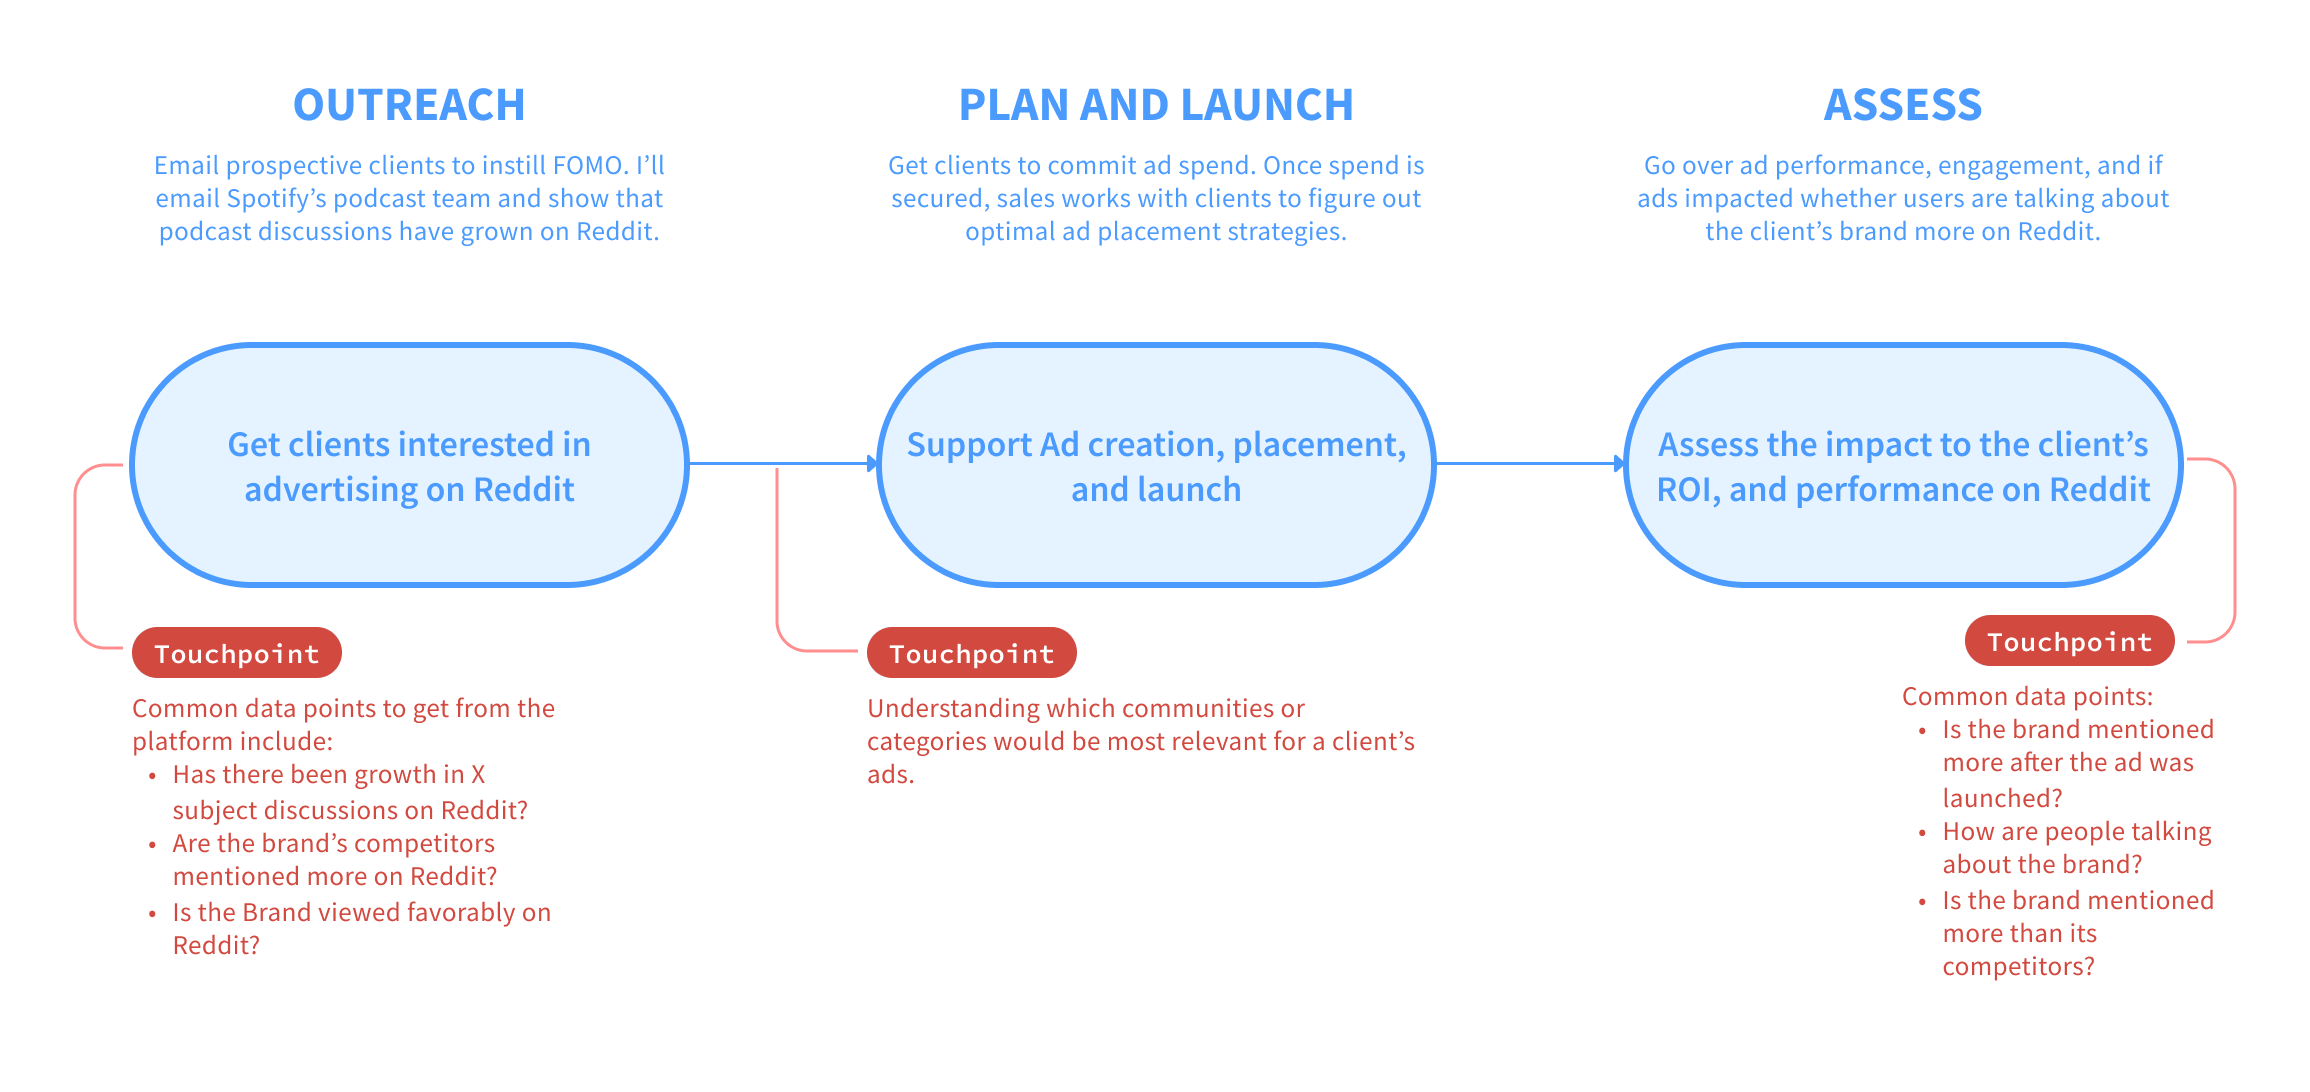 OUTREACH
Email prospective clients to instill FOMO. I’ll
email Spotify’s podcast team and show that
podcast discussions have grown on Reddit.
PLAN AND LAUNCH
Get clients to commit ad spend. Once spend is
secured, sales works with clients to figure out
optimal ad placement strategies.
ASSESS
Go over ad performance, engagement, and if
ads impacted whether users are talking about
the client’s brand more on Reddit.
Get clients interested in
advertising on Reddit
Support Ad creation, placement,
and launch
Assess the impact to the client’s
ROI, and performance on Reddit
Touchpoint
Common data points to get from the
platform include:
• Has there been growth in X
subject discussions on Reddit?
• Are the brand’s competitors
mentioned more on Reddit?
• Is the Brand viewed favorably on
Reddit?
Touchpoint
Understanding which communities or
categories would be most relevant for a client’s
ads.
Touchpoint
Common data points:
• Is the brand mentioned
more after the ad was
launched?
• How are people talking
about the brand?
• Is the brand mentioned
more than its
competitors?